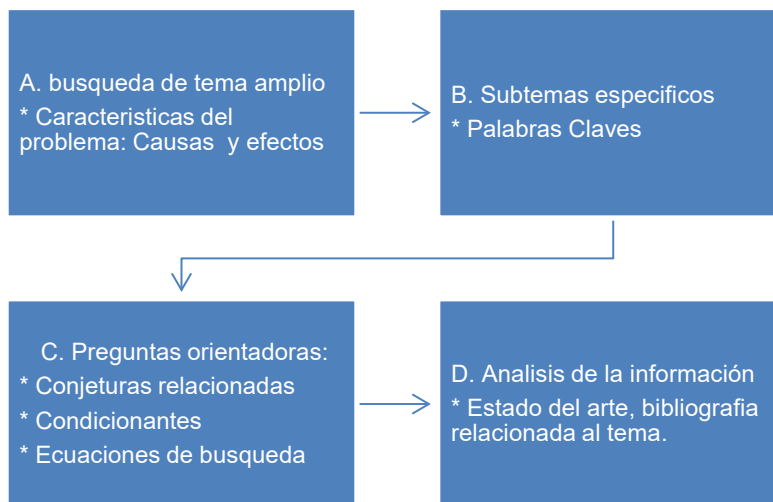 A. busqueda de tema amplio
* Caracteristicas del
problema: Causas y efectos
B. Subtemas especificos
* Palabras Claves
C. Preguntas orientadoras:
* Conjeturas relacionadas
* Condicionantes
* Ecuaciones de busqueda
D. Analisis de la información
* Estado del arte, bibliografia
relacionada al tema.